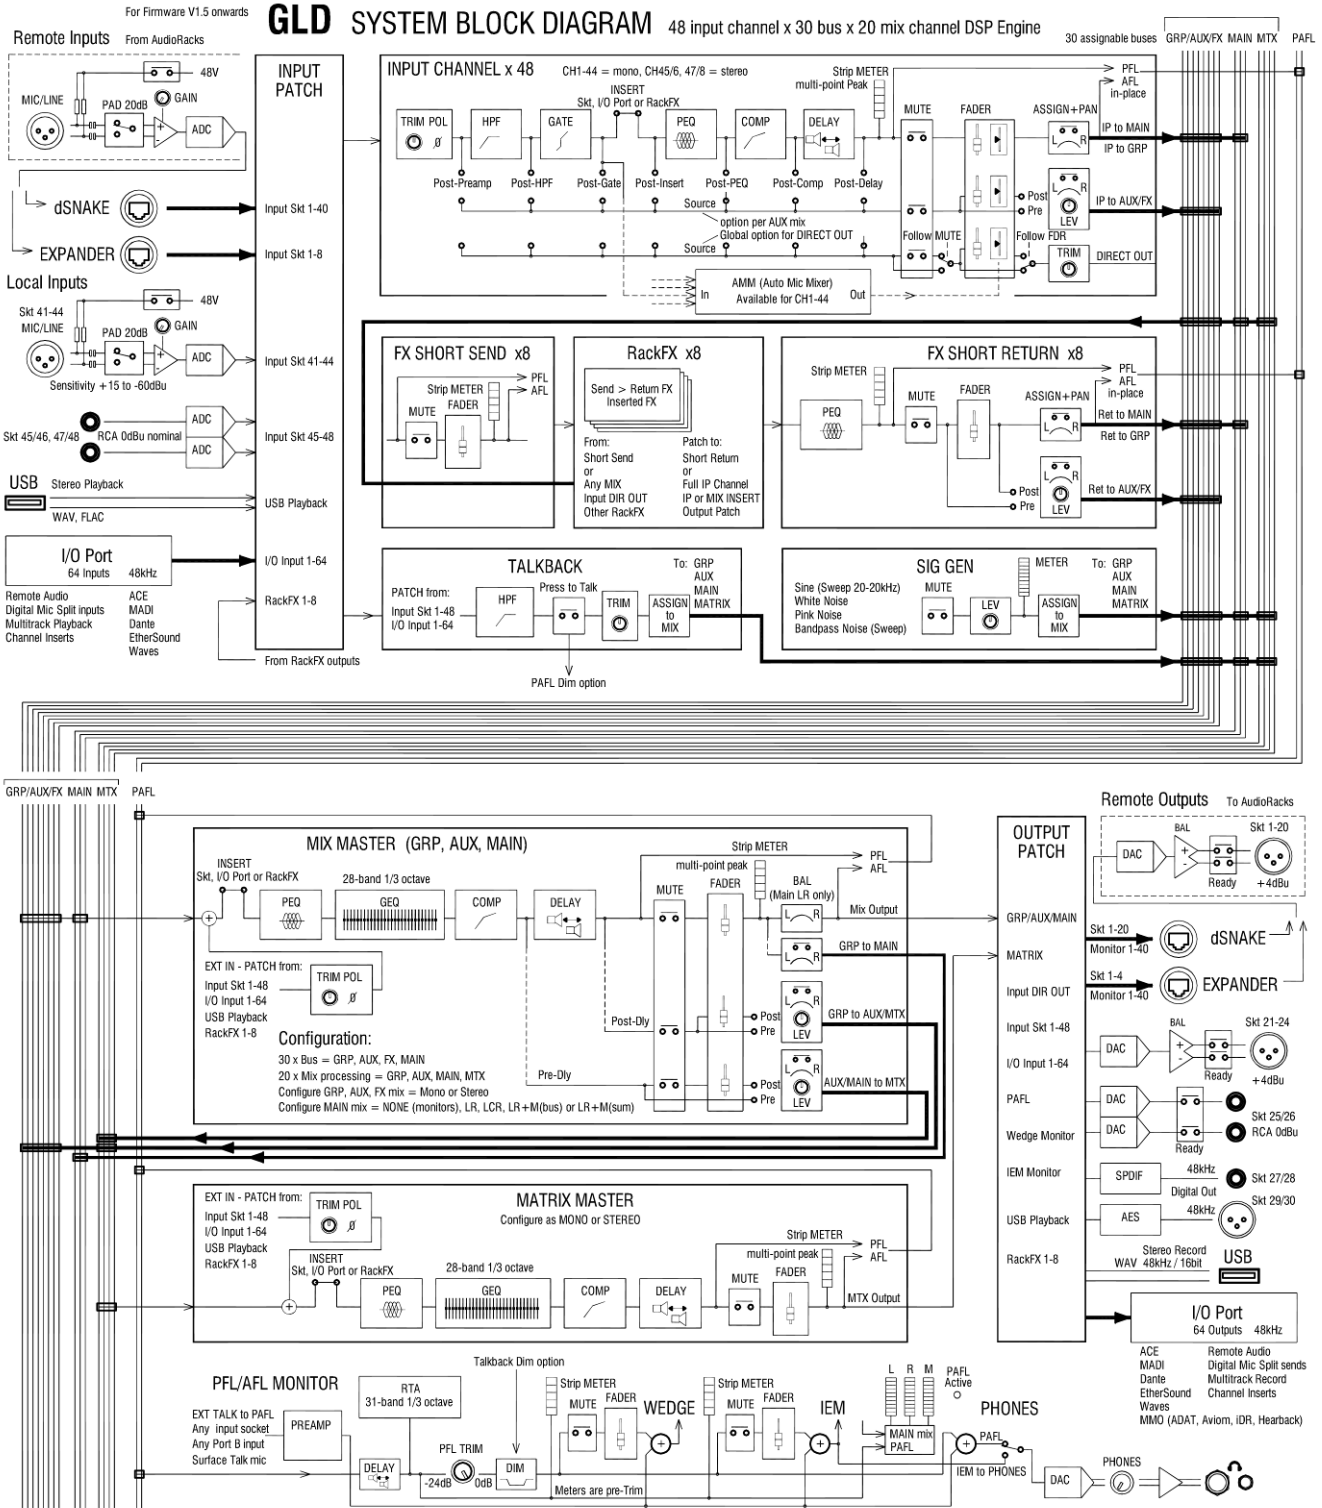 For Firmware V1.5 onwards
GLD SYSTEM BLOCK DIAGRAM 48 input channel x 30 bus x 20 mix channel DSP Engine
30 assignable buses GRP/AUX/FX MAIN MTX PAFL
Remote Inputs From AudioRacks
48V
MIC/LINE
PAD 20dB
GAIN
ADC
dSNAKE
EXPANDER
Local Inputs
Skt 41-44
MIC/LINE
48V
PAD 20dB
GAIN
ADC
Sensitivity +15 to -60dBu
Skt 45/46, 47/48
RCA 0dBu nominal
ADC
ADC
USB
Stereo Playback
WAV, FLAC
I/O Port
64 Inputs 48kHz
Remote Audio
Digital Mic Split inputs
Multitrack Playback
Channel Inserts
ACE
MADI
Dante
EtherSound
Waves
INPUT
PATCH
Input Skt 1-40
Input Skt 1-8
Input Skt 41-44
Input Skt 45-48
USB Playback
I/O Input 1-64
RackFX 1-8
From RackFX outputs
INPUT CHANNEL x 48
CH1-44 = mono, CH45/6, 47/8 = stereo
INSERT
Skt, I/O Port or RackFX
Strip METER
multi-point Peak
PFL
AFL
in-place
TRIM POL
Ø
HPF
GATE
PEQ
COMP
DELAY
MUTE
FADER
ASSIGN+PAN
L R
IP to MAIN
IP to GRP
Post-Preamp
Post-HPF
Post-Gate
Post-Insert
Post-PEQ
Post-Comp
Post-Delay
Source
option per AUX mix
Global option for DIRECT OUT
Source
Post
Pre
L R
LEV
IP to AUX/FX
Follow MUTE
Follow FDR
TRIM
DIRECT OUT
In
AMM (Auto Mic Mixer)
Available for CH1-44
Out
FX SHORT SEND x8
Strip METER
PFL
AFL
MUTE
FADER
RackFX x8
Send > Return FX
Inserted FX
From:
Short Send
or
Any MIX
Input DIR OUT
Other RackFX
Patch to:
Short Return
or
Full IP Channel
IP or MIX INSERT
Output Patch
FX SHORT RETURN x8
Strip METER
PFL
AFL
in-place
PEQ
MUTE
FADER
ASSIGN+PAN
L R
Ret to MAIN
Ret to GRP
Post
Pre
L R
LEV
Ret to AUX/FX
TALKBACK
PATCH from:
Input Skt 1-48
I/O Input 1-64
HPF
Press to Talk
TRIM
ASSIGN
to
MIX
To: GRP
AUX
MAIN
MATRIX
PAFL Dim option
SIG GEN
Sine (Sweep 20-20kHz)
White Noise
Pink Noise
Bandpass Noise (Sweep)
MUTE
LEV
METER
ASSIGN
to
MIX
To: GRP
AUX
MAIN
MATRIX
GRP/AUX/FX MAIN MTX PAFL
MIX MASTER (GRP, AUX, MAIN)
INSERT
Skt, I/O Port or RackFX
PEQ
28-band 1/3 octave
GEQ
COMP
DELAY
Strip METER
multi-point peak
PFL
AFL
MUTE
FADER
BAL
(Main LR only)
L R
Mix Output
L R
GRP to MAIN
EXT IN - PATCH from:
Input Skt 1-48
I/O Input 1-64
USB Playback
RackFX 1-8
TRIM POL
Ø
Post-Dly
Post
Pre
L R
LEV
GRP to AUX/MTX
Configuration:
30 x Bus = GRP, AUX, FX, MAIN
20 x Mix processing = GRP, AUX, MAIN, MTX
Configure GRP, AUX, FX mix = Mono or Stereo
Configure MAIN mix = NONE (monitors), LR, LCR, LR+M(bus) or LR+M(sum)
Pre-Dly
Post
Pre
L R
LEV
AUX/MAIN to MTX
MATRIX MASTER
Configure as MONO or STEREO
EXT IN - PATCH from:
Input Skt 1-48
I/O Input 1-64
USB Playback
RackFX 1-8
TRIM POL
Ø
INSERT
Skt, I/O Port or RackFX
PEQ
28-band 1/3 octave
GEQ
COMP
DELAY
Strip METER
multi-point peak
PFL
AFL
MUTE
FADER
MTX Output
OUTPUT
PATCH
GRP/AUX/MAIN
MATRIX
Input DIR OUT
Input Skt 1-48
I/O Input 1-64
PAFL
Wedge Monitor
IEM Monitor
USB Playback
RackFX 1-8
Remote Outputs To AudioRacks
DAC
BAL
Ready
Skt 1-20
+4dBu
Skt 1-20
Monitor 1-40
dSNAKE
Skt 1-4
Monitor 1-40
EXPANDER
DAC
BAL
Ready
Skt 21-24
+4dBu
DAC
DAC
Ready
Skt 25/26
RCA 0dBu
SPDIF
48kHz
Digital Out
48kHz
Skt 27/28
Skt 29/30
AES
Stereo Record
WAV 48kHz / 16bit
USB
I/O Port
64 Outputs 48kHz
ACE
MADI
Dante
EtherSound
Waves
MMO (ADAT, Aviom, iDR, Hearback)
Remote Audio
Digital Mic Split sends
Multitrack Record
Channel Inserts
PFL/AFL MONITOR
EXT TALK to PAFL
Any input socket
Any Port B input
Surface Talk mic
PREAMP
RTA
31-band 1/3 octave
DELAY
PFL TRIM
-24dB 0dB
Talkback Dim option
DIM
Strip METER
MUTE
FADER
WEDGE
Meters are pre-Trim
Strip METER
MUTE
FADER
IEM
L R M
MAIN mix
PAFL
PAFL
Active
PHONES
PAFL
IEM to PHONES
DAC
PHONES